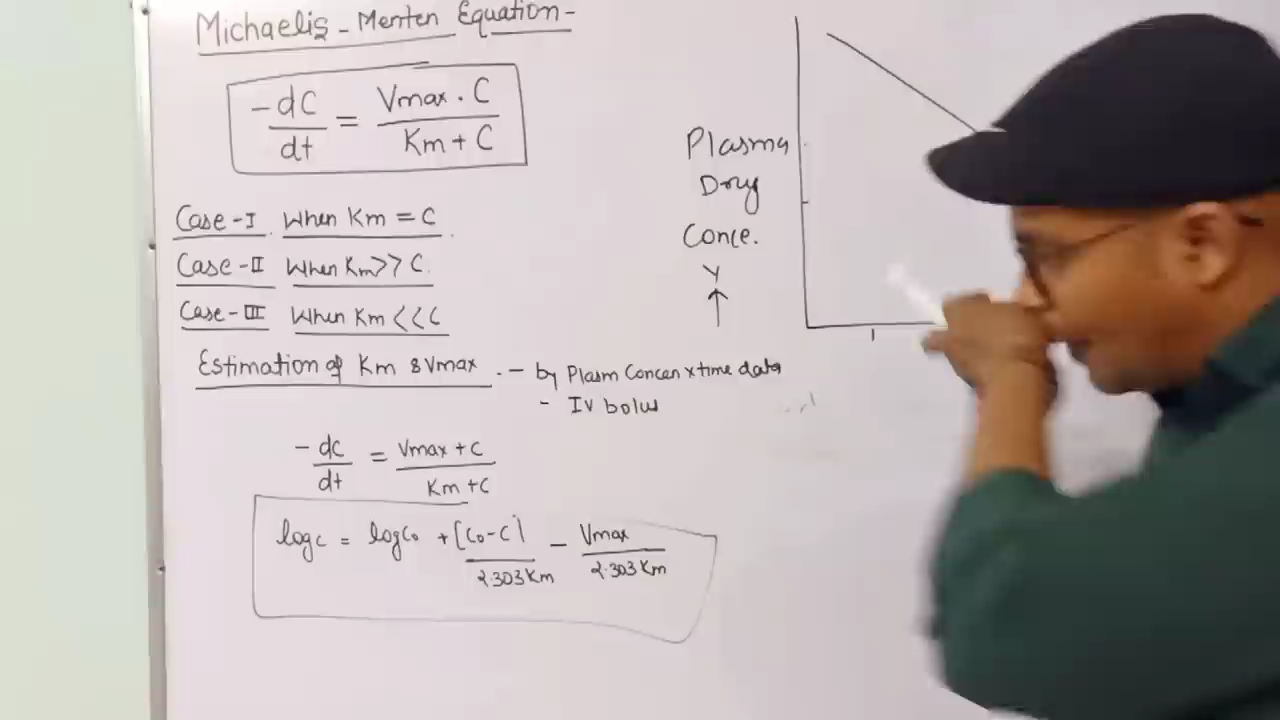 Michaelis - Menten Equation -
-dC/dt = Vmax . C / Km + C
Case - I When Km = C
Case - II When Km >> C.
Case - III When Km << C
Estimation of Km & Vmax . - by Plasm Concen x time data
- IV bolus
-dC/dt = Vmax + C / Km + C
log c = log C0 + [C0 - C) / 2.303 Km - Vmax / 2.303 Km
Plasma
Drug
Conce.
Y
↑